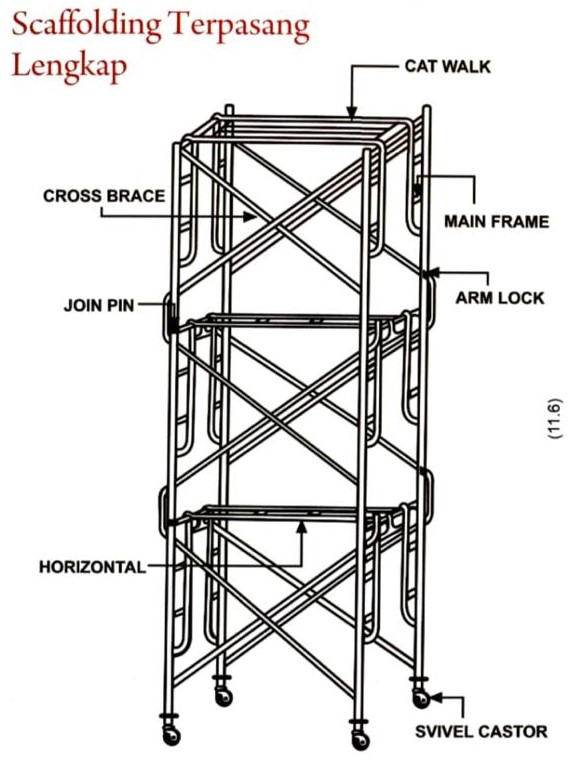 Scaffolding Terpasang
Lengkap
CAT WALK
CROSS BRACE
MAIN FRAME
ARM LOCK
JOIN PIN
(11.6)
HORIZONTAL
SVIVEL CASTOR